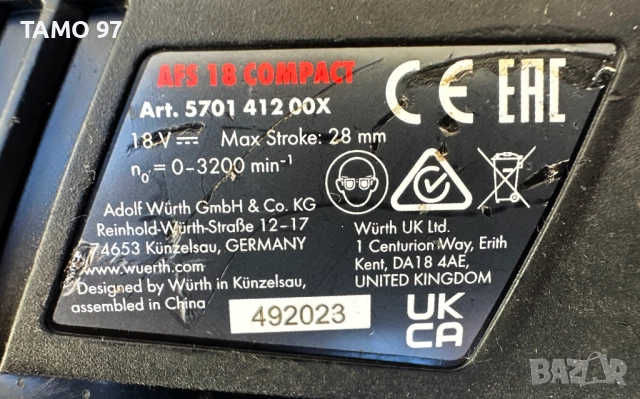 TAMO 97
AFS 18 COMPACT
Art. 5701 412 00X
18 V ⎓ Max Stroke: 28 mm
n₀ = 0-3200 min⁻¹
CE EAC
Adolf Würth GmbH & Co. KG
Reinhold-Würth-Straße 12-17
74653 Künzelsau, GERMANY
www.wuerth.com
Designed by Würth in Künzelsau,
assembled in China
492023
Würth UK Ltd.
1 Centurion Way, Erith
Kent, DA18 4AE,
UNITED KINGDOM
UK
CA
BAZAR